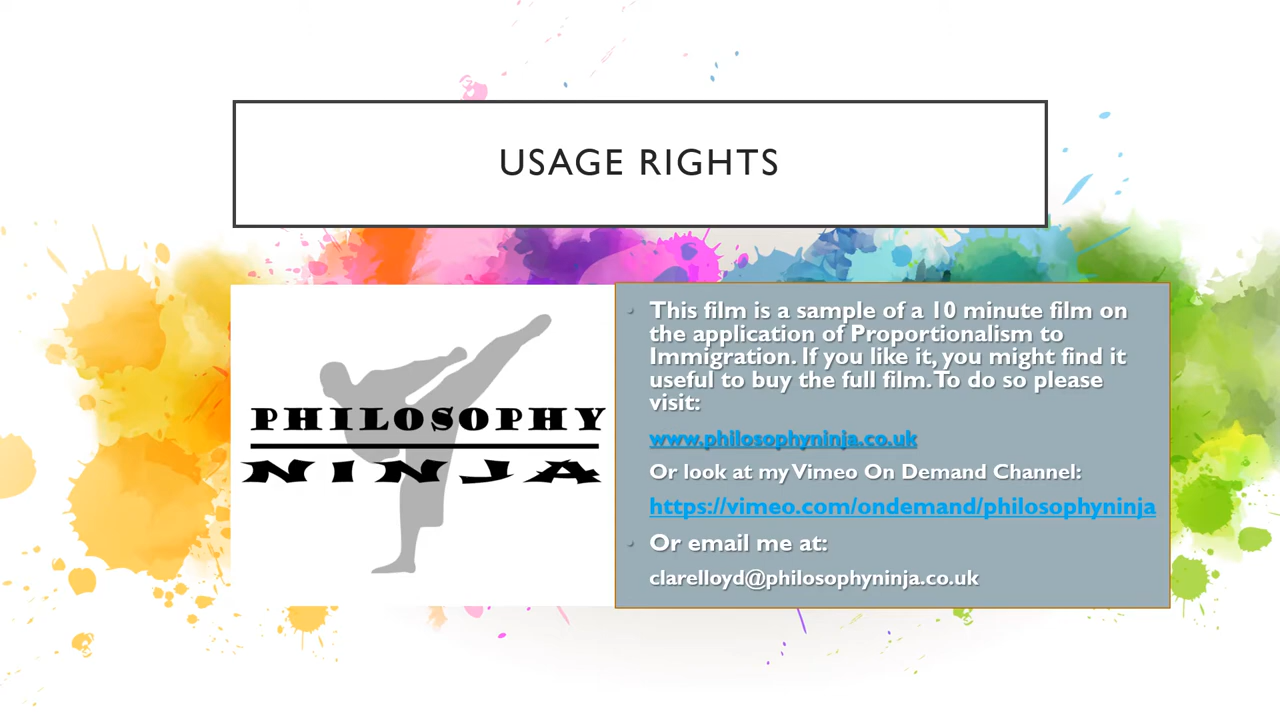 USAGE RIGHTS
PHILOSOPHY
NINJA
This film is a sample of a 10 minute film on
the application of Proportionalism to
Immigration. If you like it, you might find it
useful to buy the full film. To do so please
visit:
www.philosophyninja.co.uk
Or look at my Vimeo On Demand Channel:
https://vimeo.com/ondemand/philosophyninja
Or email me at:
clarelloyd@philosophyninja.co.uk